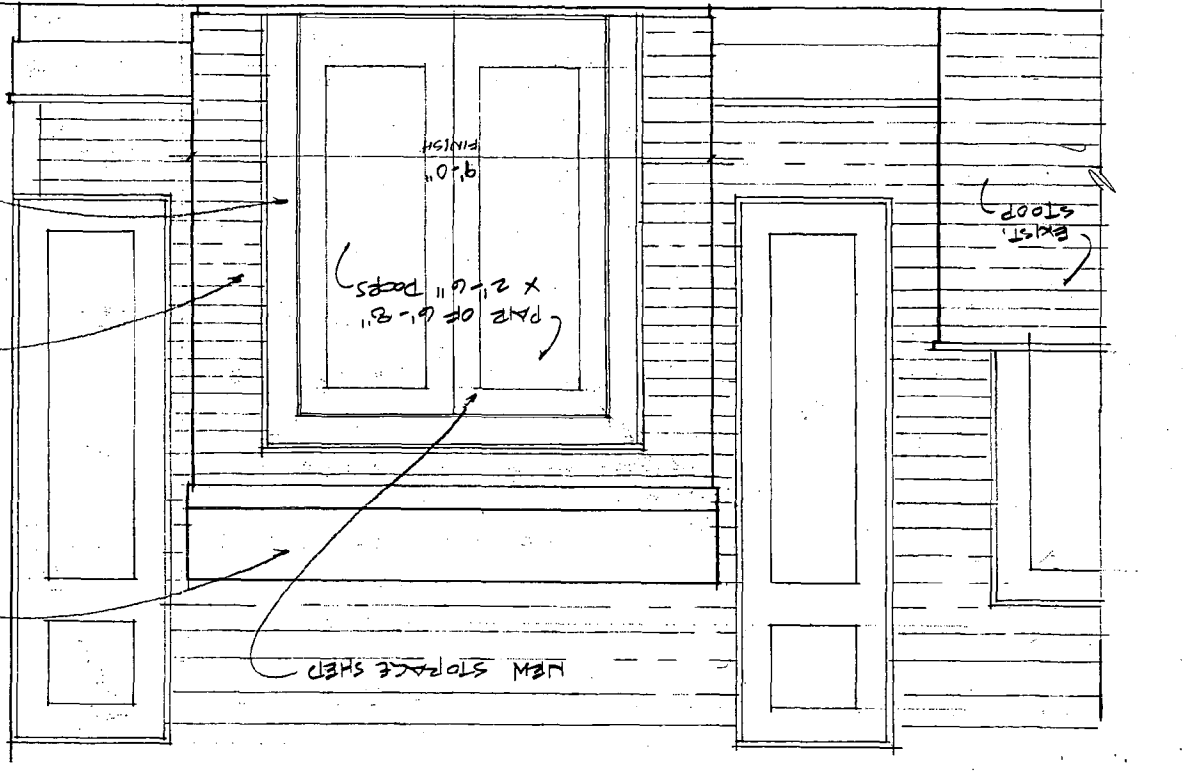 NEW STORAGE SHED
PAIR OF 6'-8"
X 2'-6" DOORS
EXIST.
STOOP
9'-0"
FINISH